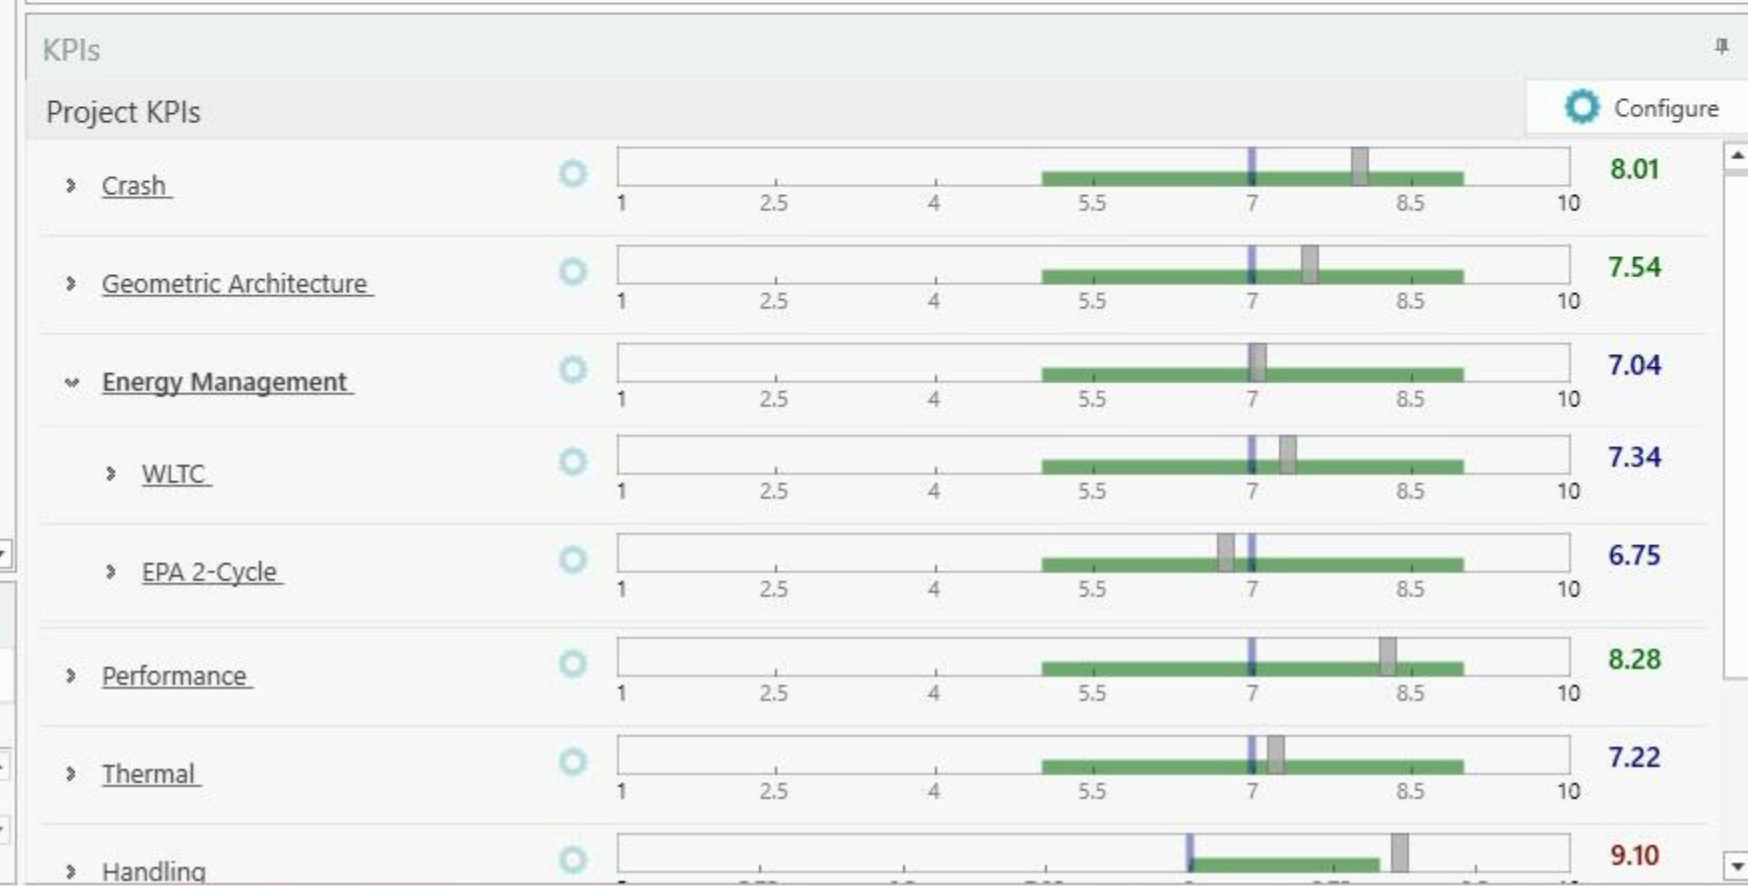 KPIs
Project KPIs
Configure
Crash
8.01
1 2.5 4 5.5 7 8.5 10
Geometric Architecture
7.54
1 2.5 4 5.5 7 8.5 10
Energy Management
7.04
1 2.5 4 5.5 7 8.5 10
WLTC
7.34
1 2.5 4 5.5 7 8.5 10
EPA 2-Cycle
6.75
1 2.5 4 5.5 7 8.5 10
Performance
8.28
1 2.5 4 5.5 7 8.5 10
Thermal
7.22
1 2.5 4 5.5 7 8.5 10
Handling
9.10